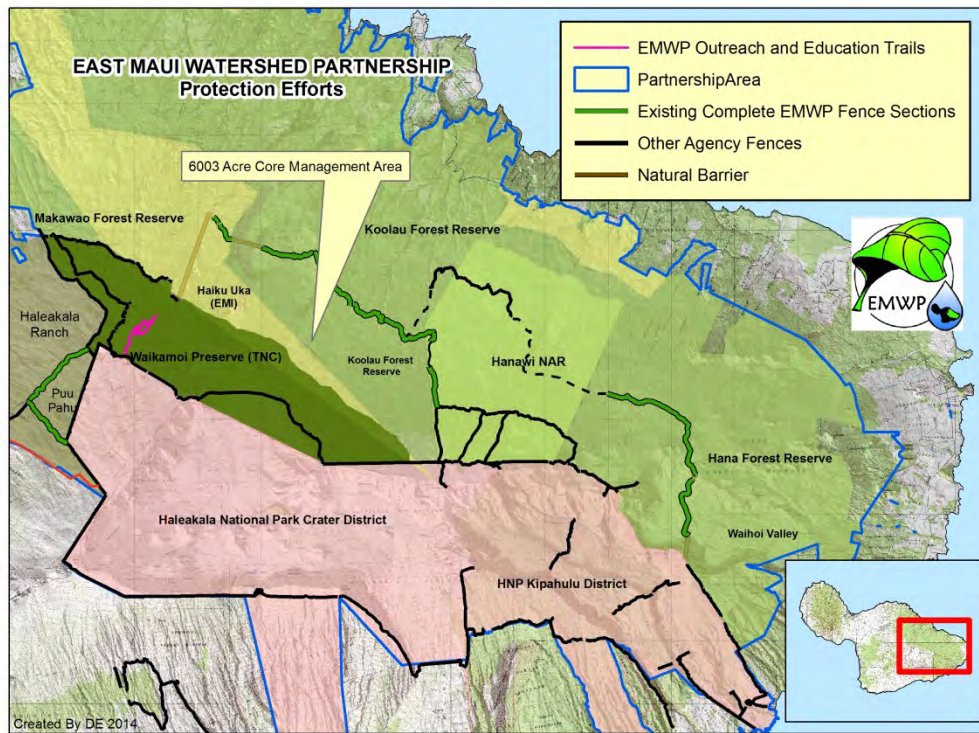 EAST MAUI WATERSHED PARTNERSHIP
Protection Efforts
EMWP Outreach and Education Trails
PartnershipArea
Existing Complete EMWP Fence Sections
Other Agency Fences
Natural Barrier
6003 Acre Core Management Area
Makawao Forest Reserve
Koolau Forest Reserve
EMWP
Haiku Uka
(EMI)
Haleakala
Ranch
Waikamoi Preserve (TNC)
Koolau Forest
Reserve
Hanawi NAR
Puu
Pahu
Hana Forest Reserve
Haleakala National Park Crater District
Waihoi Valley
HNP Kipahulu District
Created By DE 2014